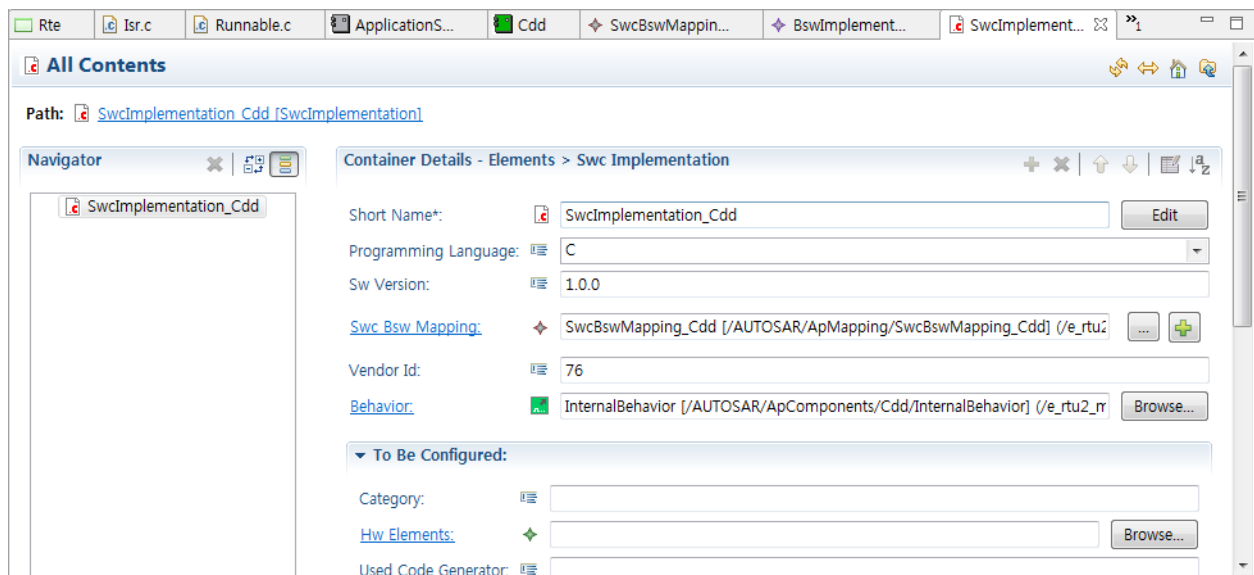 Rte Isr.c Runnable.c ApplicationS... Cdd SwcBswMappin... BswImplement... SwcImplement... »1
All Contents
Path: SwcImplementation_Cdd [SwcImplementation]
Navigator
SwcImplementation_Cdd
Container Details - Elements > Swc Implementation
Short Name*: SwcImplementation_Cdd Edit
Programming Language: C
Sw Version: 1.0.0
Swc Bsw Mapping: SwcBswMapping_Cdd [/AUTOSAR/ApMapping/SwcBswMapping_Cdd] (/e_rtu2 ...
Vendor Id: 76
Behavior: InternalBehavior [/AUTOSAR/ApComponents/Cdd/InternalBehavior] (/e_rtu2_m Browse...
To Be Configured:
Category:
Hw Elements: Browse...
Used Code Generator: